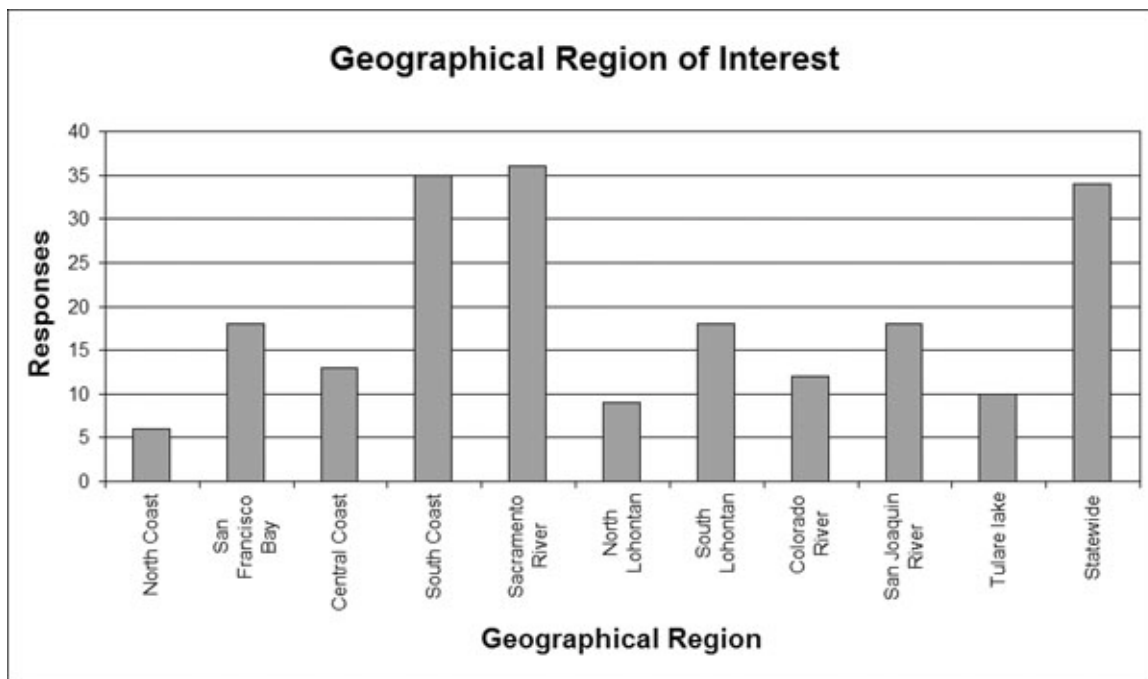 Geographical Region of Interest
Responses
40
35
30
25
20
15
10
5
0
North Coast
San
Francisco
Bay
Central Coast
South Coast
Sacramento
River
North
Lohontan
South
Lohontan
Colorado
River
San Joaquin
River
Tulare lake
Statewide
Geographical Region